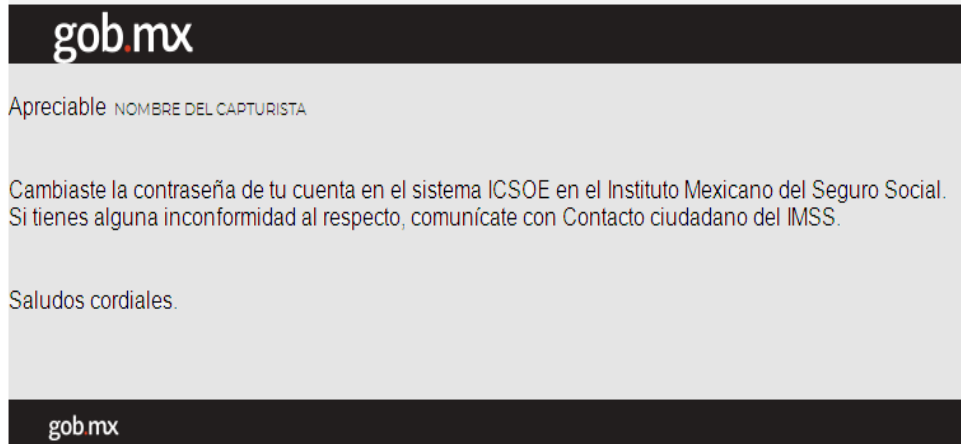 gob.mx
Apreciable NOMBRE DEL CAPTURISTA
Cambiaste la contraseña de tu cuenta en el sistema ICSOE en el Instituto Mexicano del Seguro Social.
Si tienes alguna inconformidad al respecto, comunícate con Contacto ciudadano del IMSS.
Saludos cordiales.
gob.mx